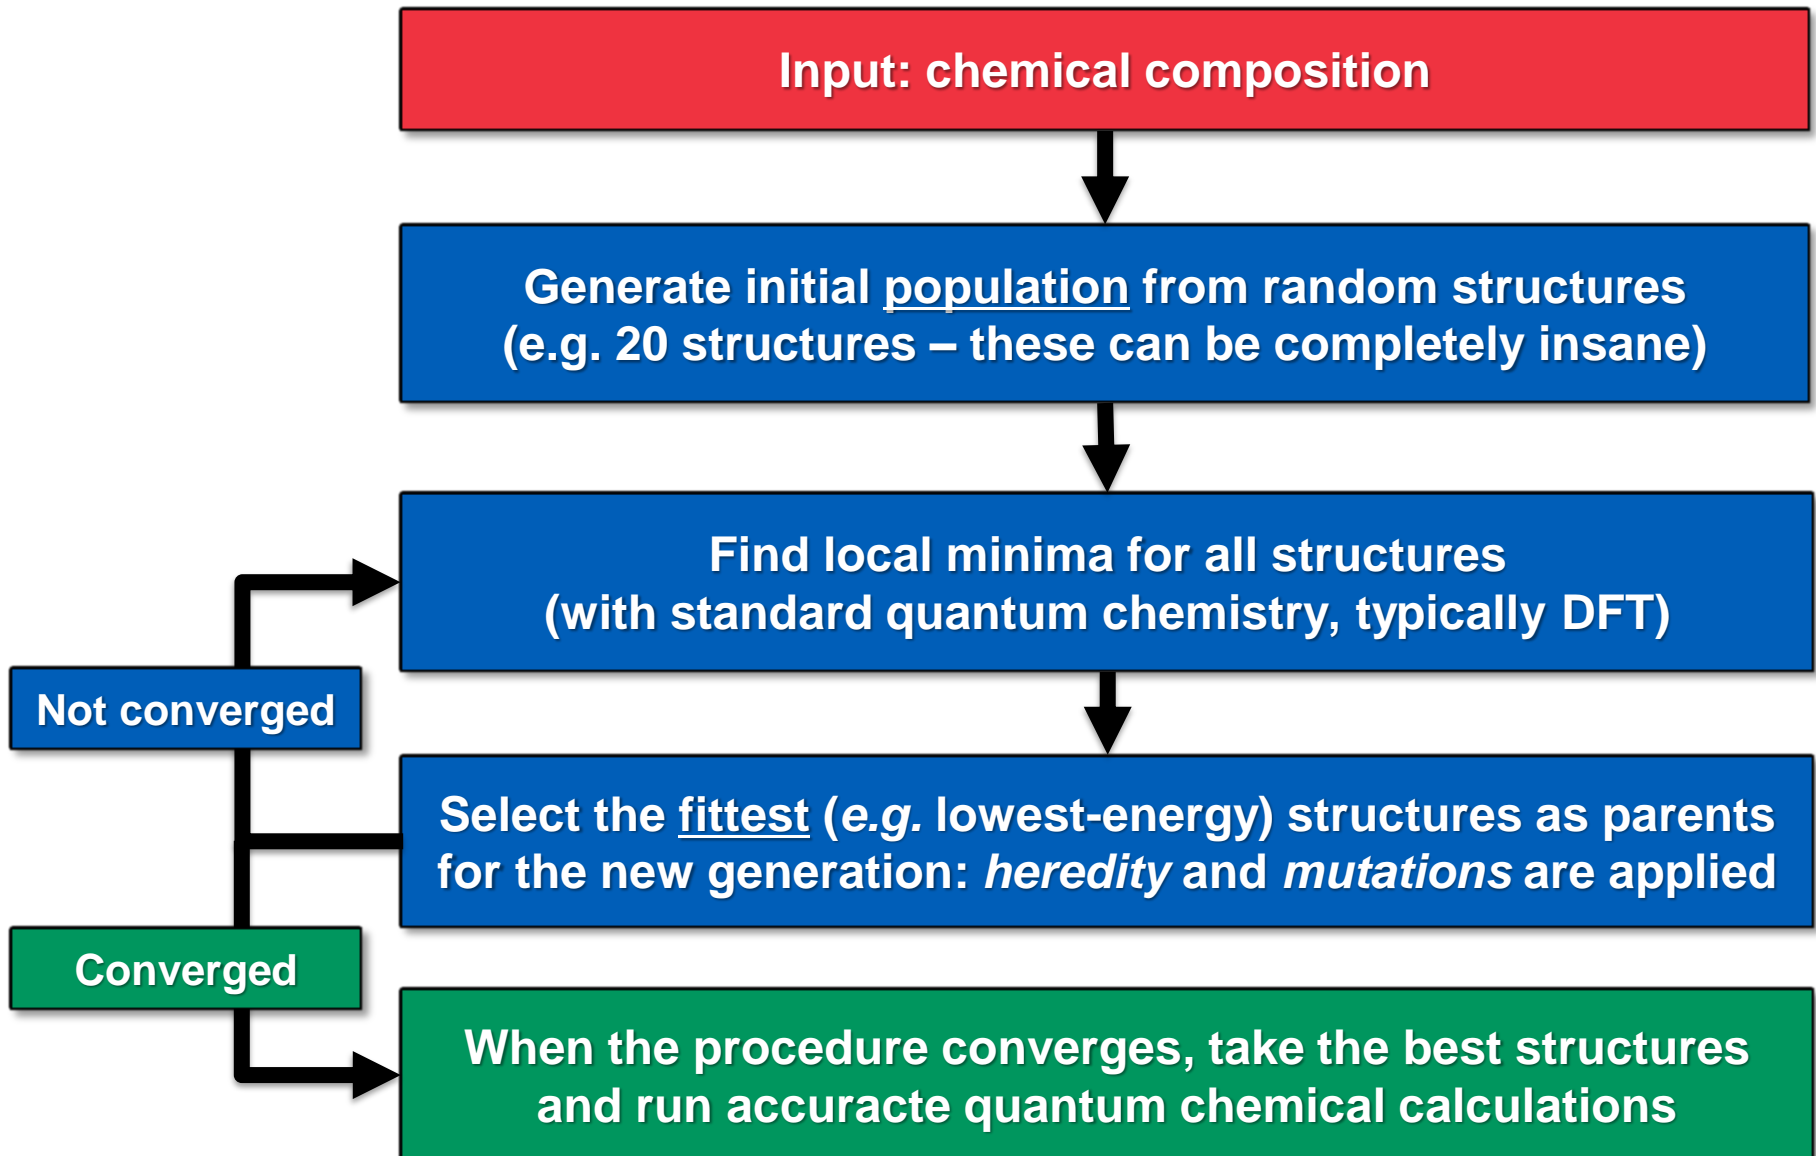 Input: chemical composition
Generate initial population from random structures
(e.g. 20 structures – these can be completely insane)
Find local minima for all structures
(with standard quantum chemistry, typically DFT)
Not converged
Select the fittest (e.g. lowest-energy) structures as parents
for the new generation: heredity and mutations are applied
Converged
When the procedure converges, take the best structures
and run accuracte quantum chemical calculations